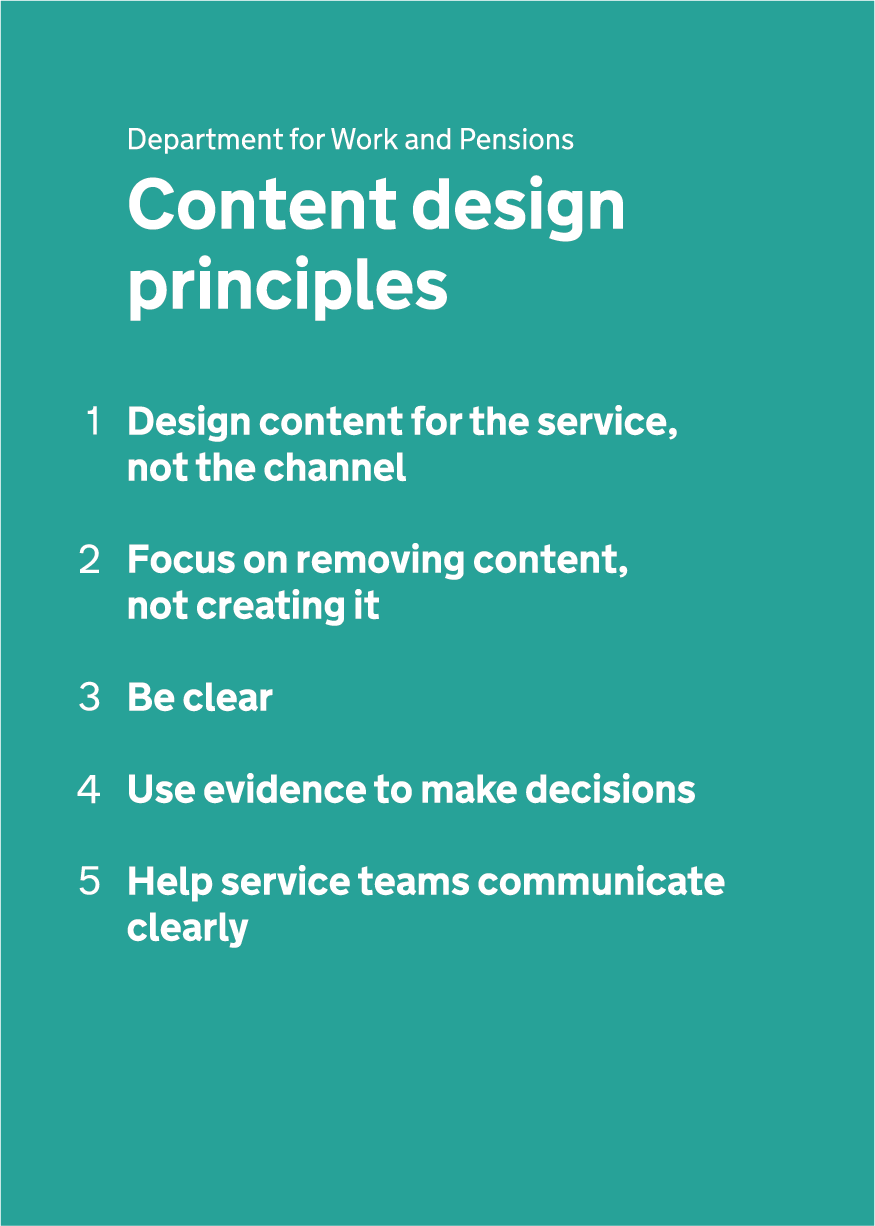 Department for Work and Pensions
Content design
principles
1 Design content for the service,
not the channel
2 Focus on removing content,
not creating it
3 Be clear
4 Use evidence to make decisions
5 Help service teams communicate
clearly